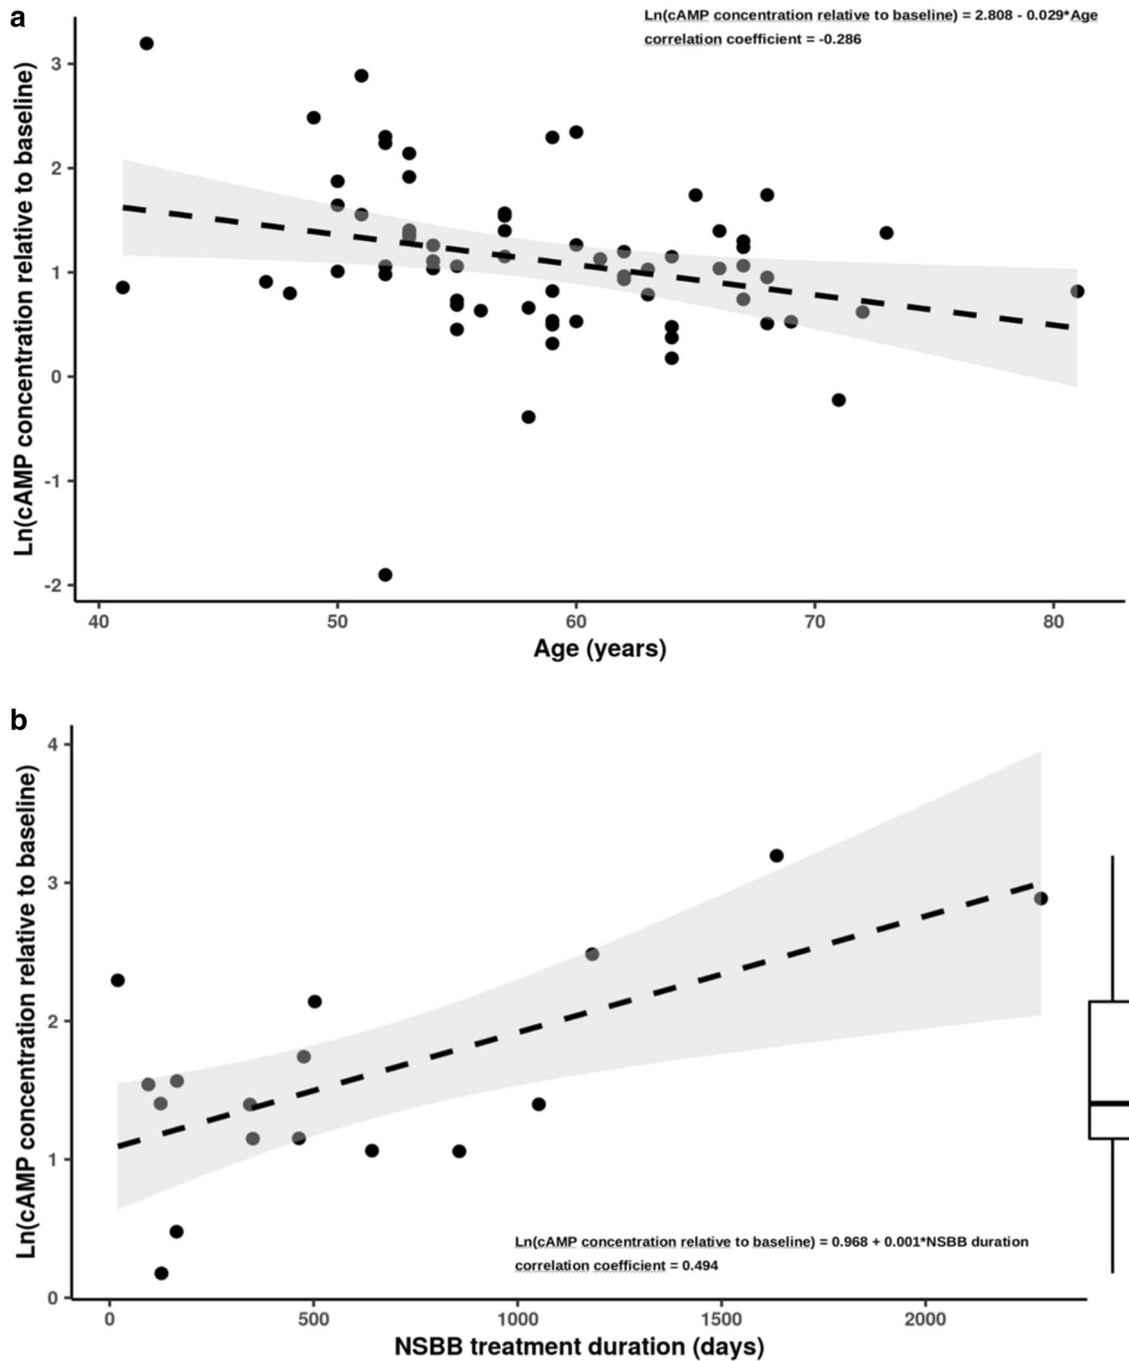 a
Ln(cAMP concentration relative to baseline) = 2.808 - 0.029*Age
correlation coefficient = -0.286
Ln(cAMP concentration relative to baseline)
3
2
1
0
-1
-2
40 50 60 70 80
Age (years)
b
Ln(cAMP concentration relative to baseline)
4
3
2
1
0
Ln(cAMP concentration relative to baseline) = 0.968 + 0.001*NSBB duration
correlation coefficient = 0.494
0 500 1000 1500 2000
NSBB treatment duration (days)